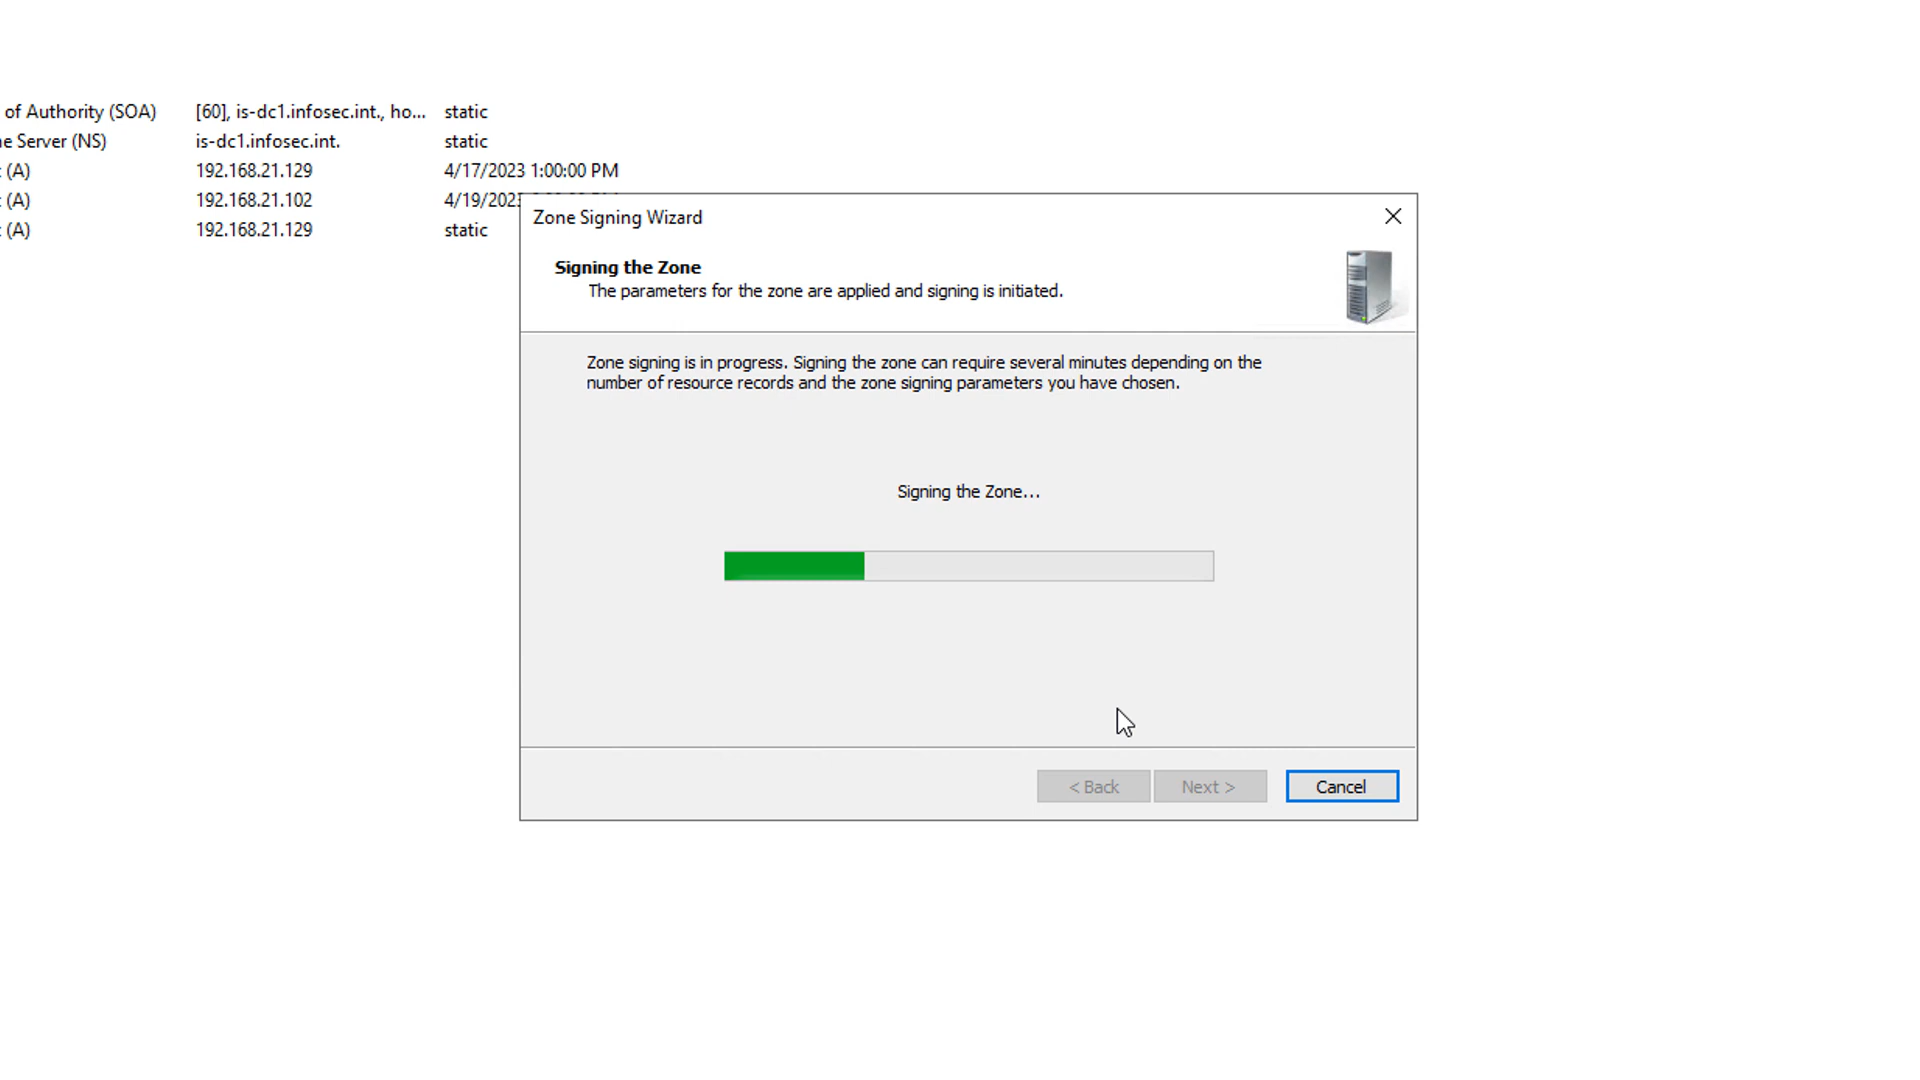 of Authority (SOA) [60], is-dc1.infosec.int., ho... static
e Server (NS) is-dc1.infosec.int. static
(A) 192.168.21.129 4/17/2023 1:00:00 PM
(A) 192.168.21.102 4/19/2023
(A) 192.168.21.129 static
Zone Signing Wizard
Signing the Zone
The parameters for the zone are applied and signing is initiated.
Zone signing is in progress. Signing the zone can require several minutes depending on the
number of resource records and the zone signing parameters you have chosen.
Signing the Zone...
< Back Next > Cancel